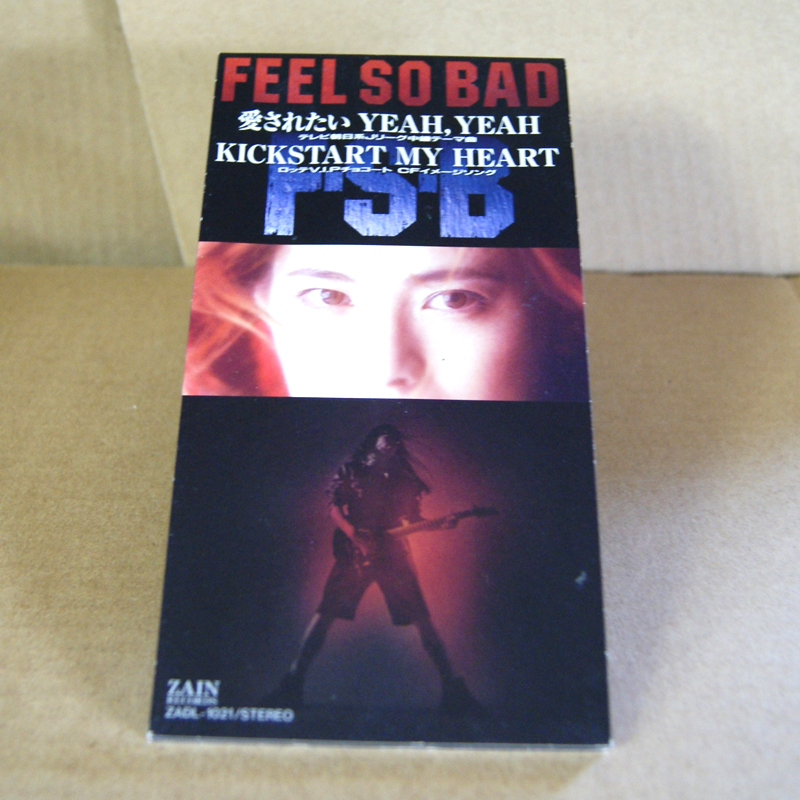 FEEL SO BAD
愛されたい YEAH, YEAH
テレビ朝日系Jリーグ中継テーマ曲
KICKSTART MY HEART
ロッテV.I.Pチョコレート CFイメージソング
F'S'B
ZAIN
RECORDS
ZADL-1021/STEREO